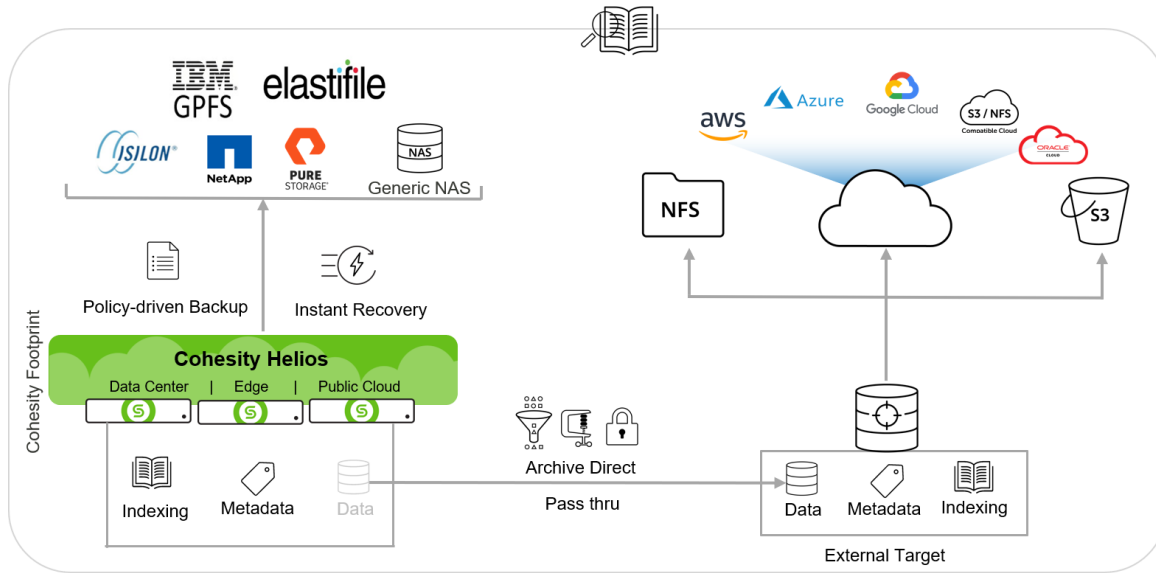 IBM
GPFS
elastifile
ISILON®
NetApp
PURE
STORAGE®
NAS
Generic NAS
Policy-driven Backup
Instant Recovery
Cohesity Footprint
Cohesity Helios
Data Center | Edge | Public Cloud
Indexing
Metadata
Data
Archive Direct
Pass thru
aws
Azure
Google Cloud
S3 / NFS
Compatible Cloud
ORACLE
CLOUD
NFS
S3
Data
Metadata
Indexing
External Target